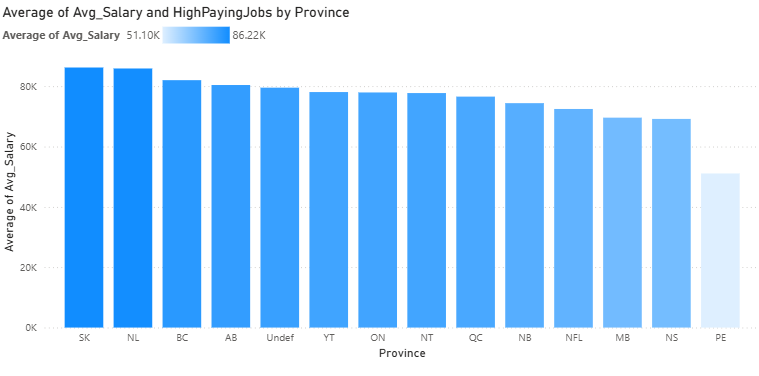 Average of Avg_Salary and HighPayingJobs by Province
Average of Avg_Salary 51.10K 86.22K
Average of Avg_Salary
80K
60K
40K
20K
0K
SK NL BC AB Undef YT ON NT QC NB NFL MB NS PE
Province